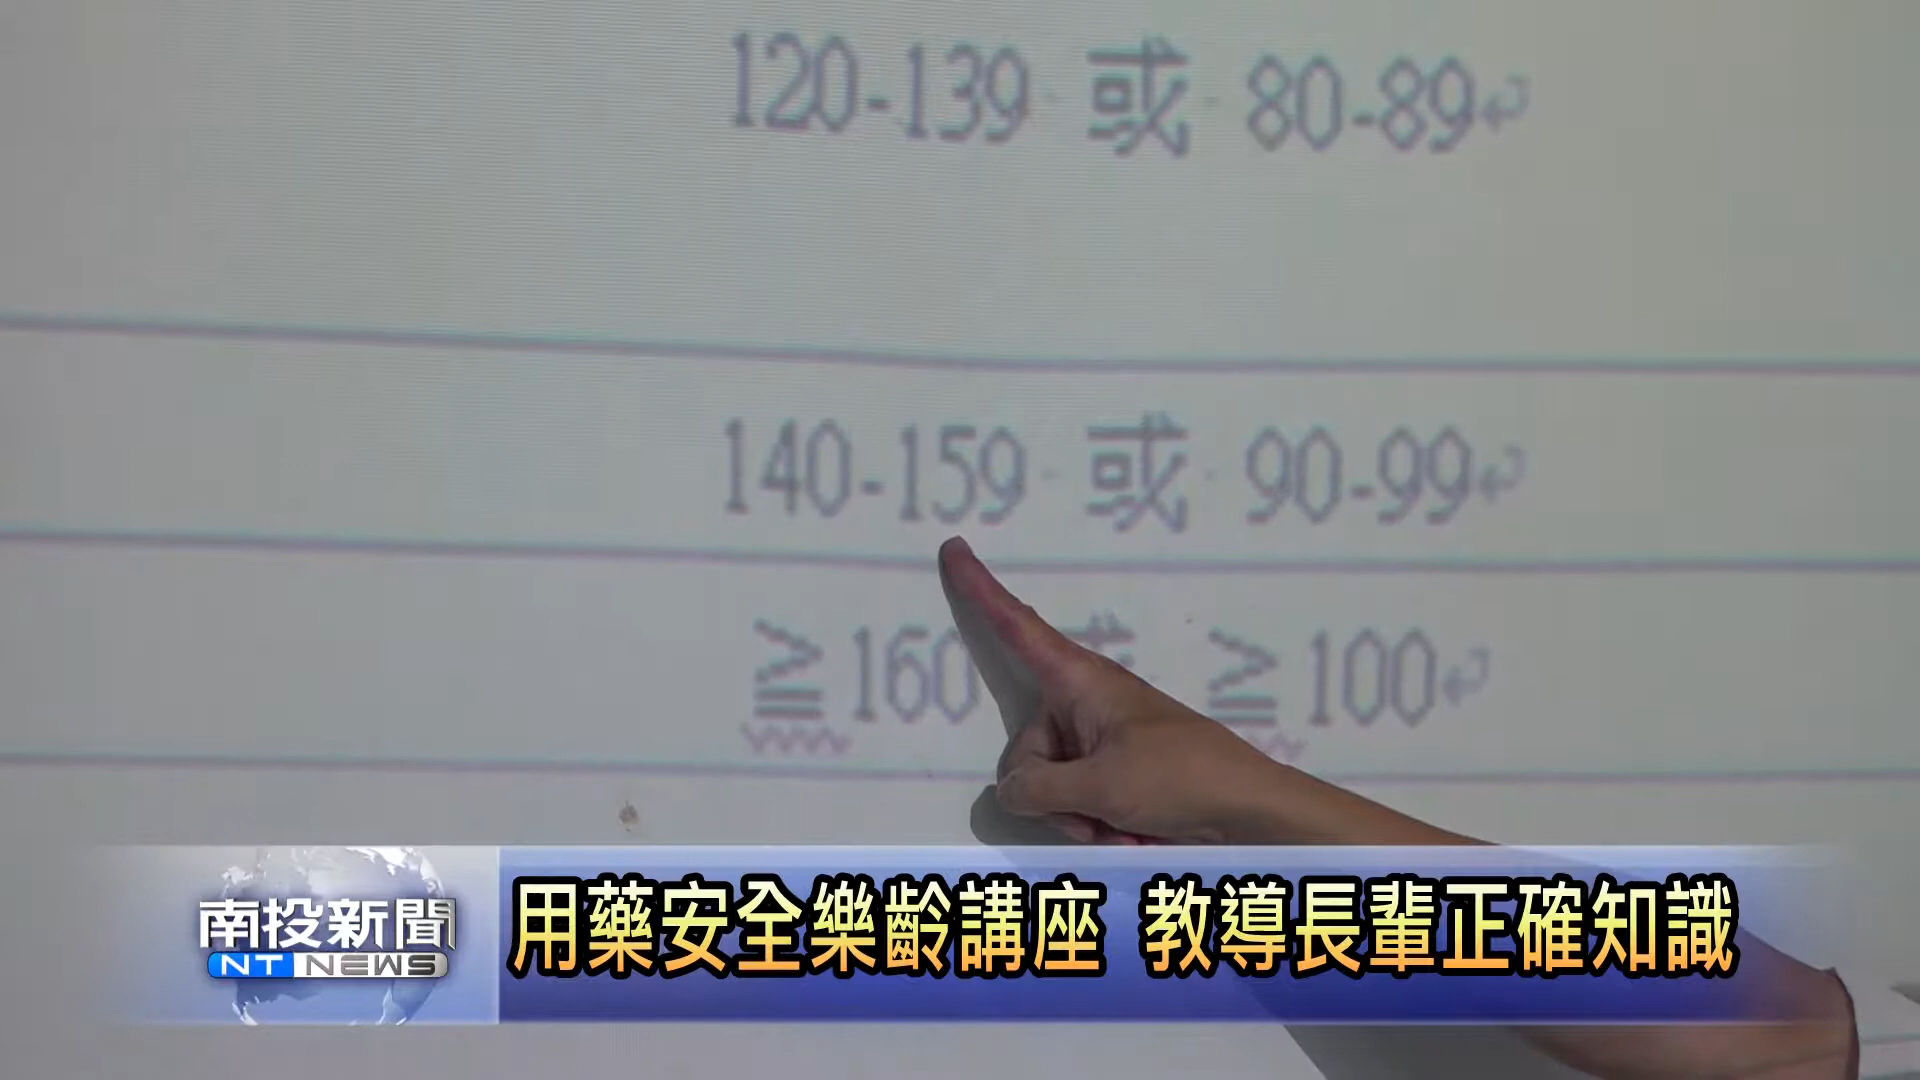 120-139 或 80-89
140-159 或 90-99
≧160 或 ≧100
南投新聞
NT NEWS
用藥安全樂齡講座 教導長輩正確知識